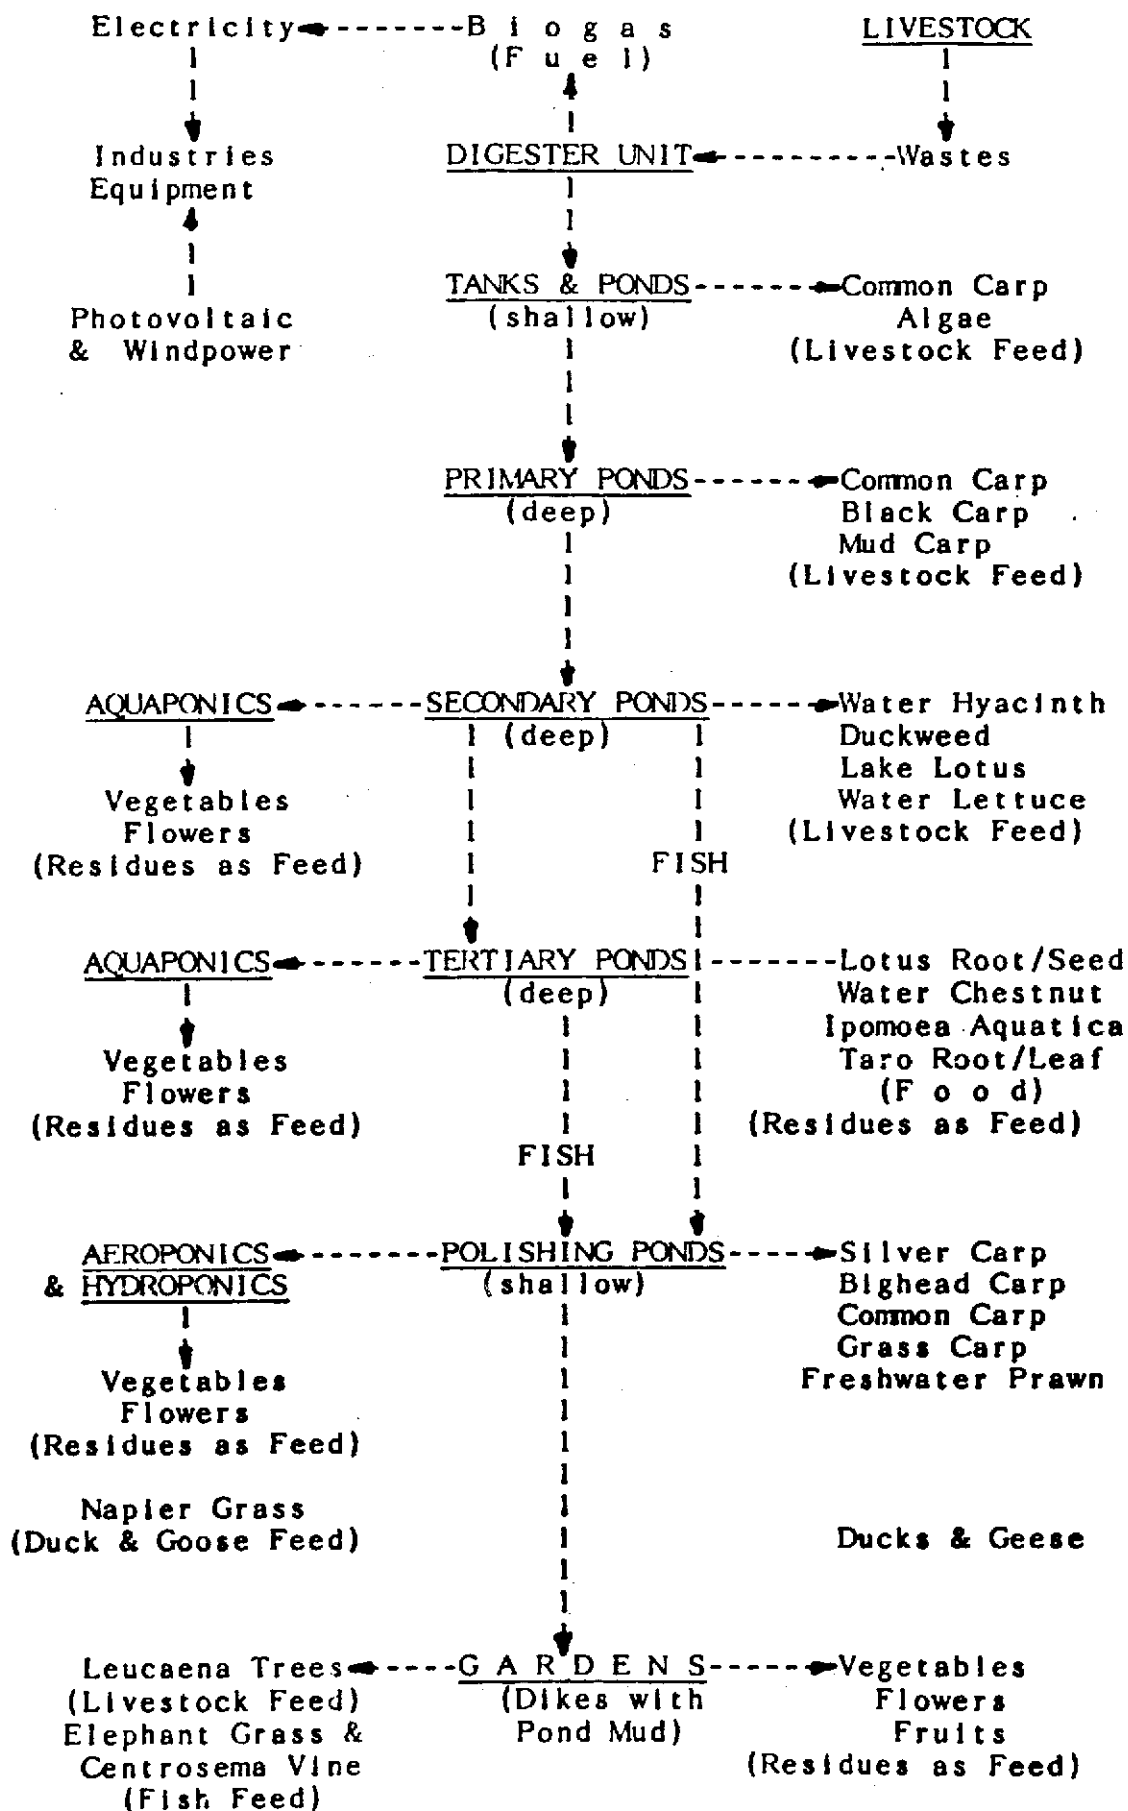 Electricity B i o g a s LIVESTOCK
(F u e l)
Industries DIGESTER UNIT Wastes
Equipment
TANKS & PONDS Common Carp
Photovoltaic (shallow) Algae
& Windpower (Livestock Feed)
PRIMARY PONDS Common Carp
(deep) Black Carp
Mud Carp
(Livestock Feed)
AQUAPONICS SECONDARY PONDS Water Hyacinth
(deep) Duckweed
Lake Lotus
Vegetables Water Lettuce
Flowers (Livestock Feed)
(Residues as Feed) FISH
AQUAPONICS TERTIARY PONDS Lotus Root/Seed
(deep) Water Chestnut
Ipomoea Aquatica
Vegetables Taro Root/Leaf
Flowers (F o o d)
(Residues as Feed) (Residues as Feed)
FISH
AEROPONICS POLISHING PONDS Silver Carp
& HYDROPONICS (shallow) Bighead Carp
Common Carp
Grass Carp
Vegetables Freshwater Prawn
Flowers
(Residues as Feed)
Napier Grass
(Duck & Goose Feed) Ducks & Geese
Leucaena Trees G A R D E N S Vegetables
(Livestock Feed) (Dikes with Flowers
Elephant Grass & Pond Mud) Fruits
Centrosema Vine (Residues as Feed)
(Fish Feed)